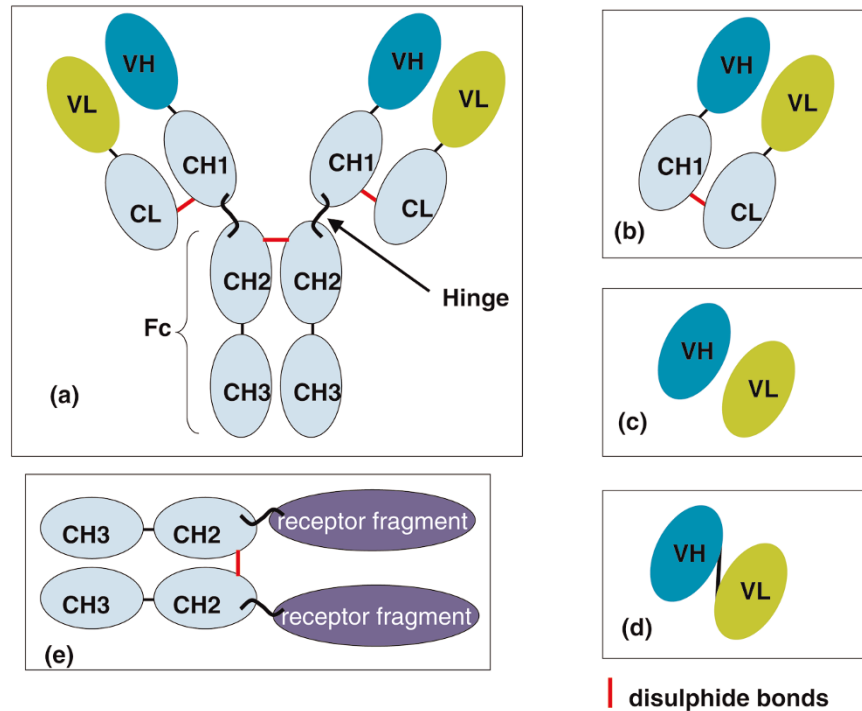 VH
VH
VL
VL
CH1
CH1
CL
CL
CH2
CH2
Hinge
Fc
CH3
CH3
(a)
VH
VL
CH1
CL
(b)
VH
VL
(c)
CH3
CH2
receptor fragment
CH3
CH2
receptor fragment
(e)
VH
VL
(d)
disulphide bonds